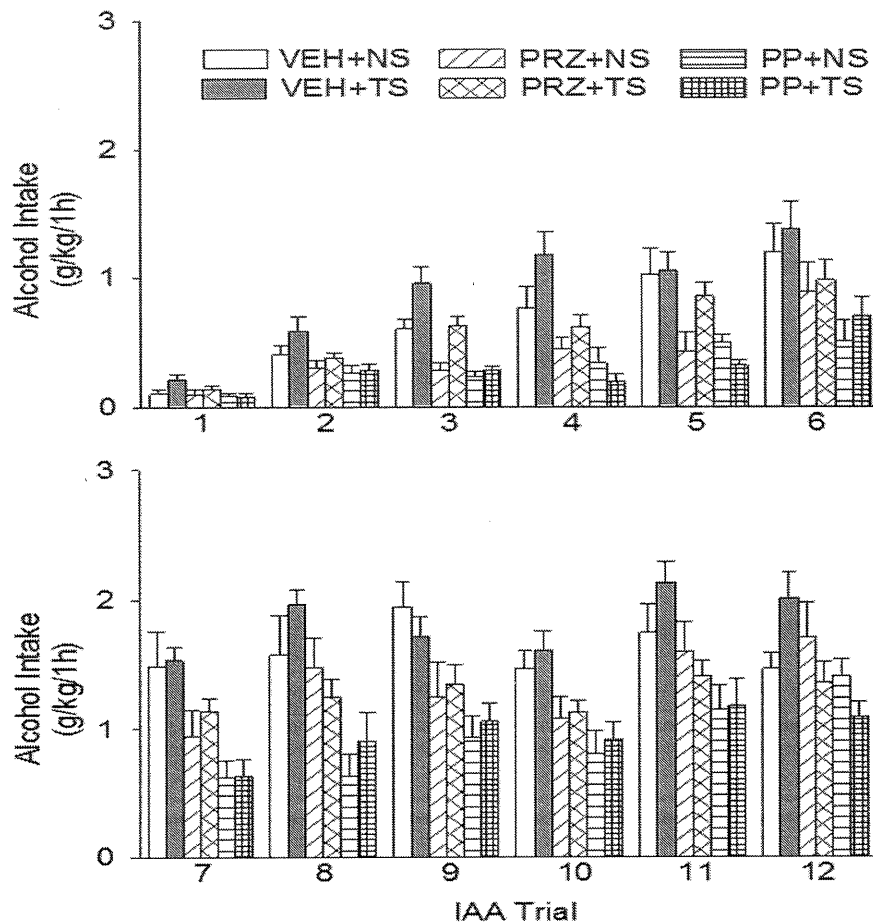 3
VEH+NS PRZ+NS PP+NS
VEH+TS PRZ+TS PP+TS
2
Alcohol Intake
(g/kg/1h)
1
0
1 2 3 4 5 6
3
2
Alcohol Intake
(g/kg/1h)
1
0
7 8 9 10 11 12
IAA Trial